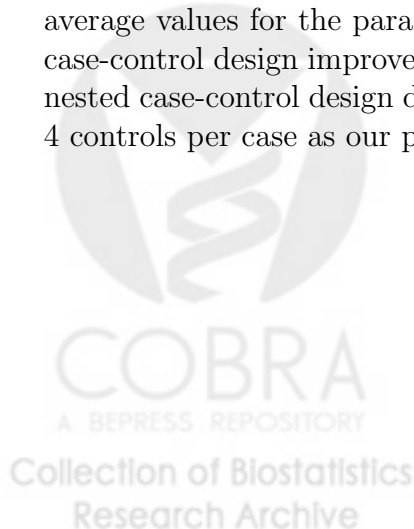 average values for the para
case-control design improve
nested case-control design d
4 controls per case as our p
COBRA
A BEPRESS REPOSITORY
Collection of Biostatistics
Research Archive